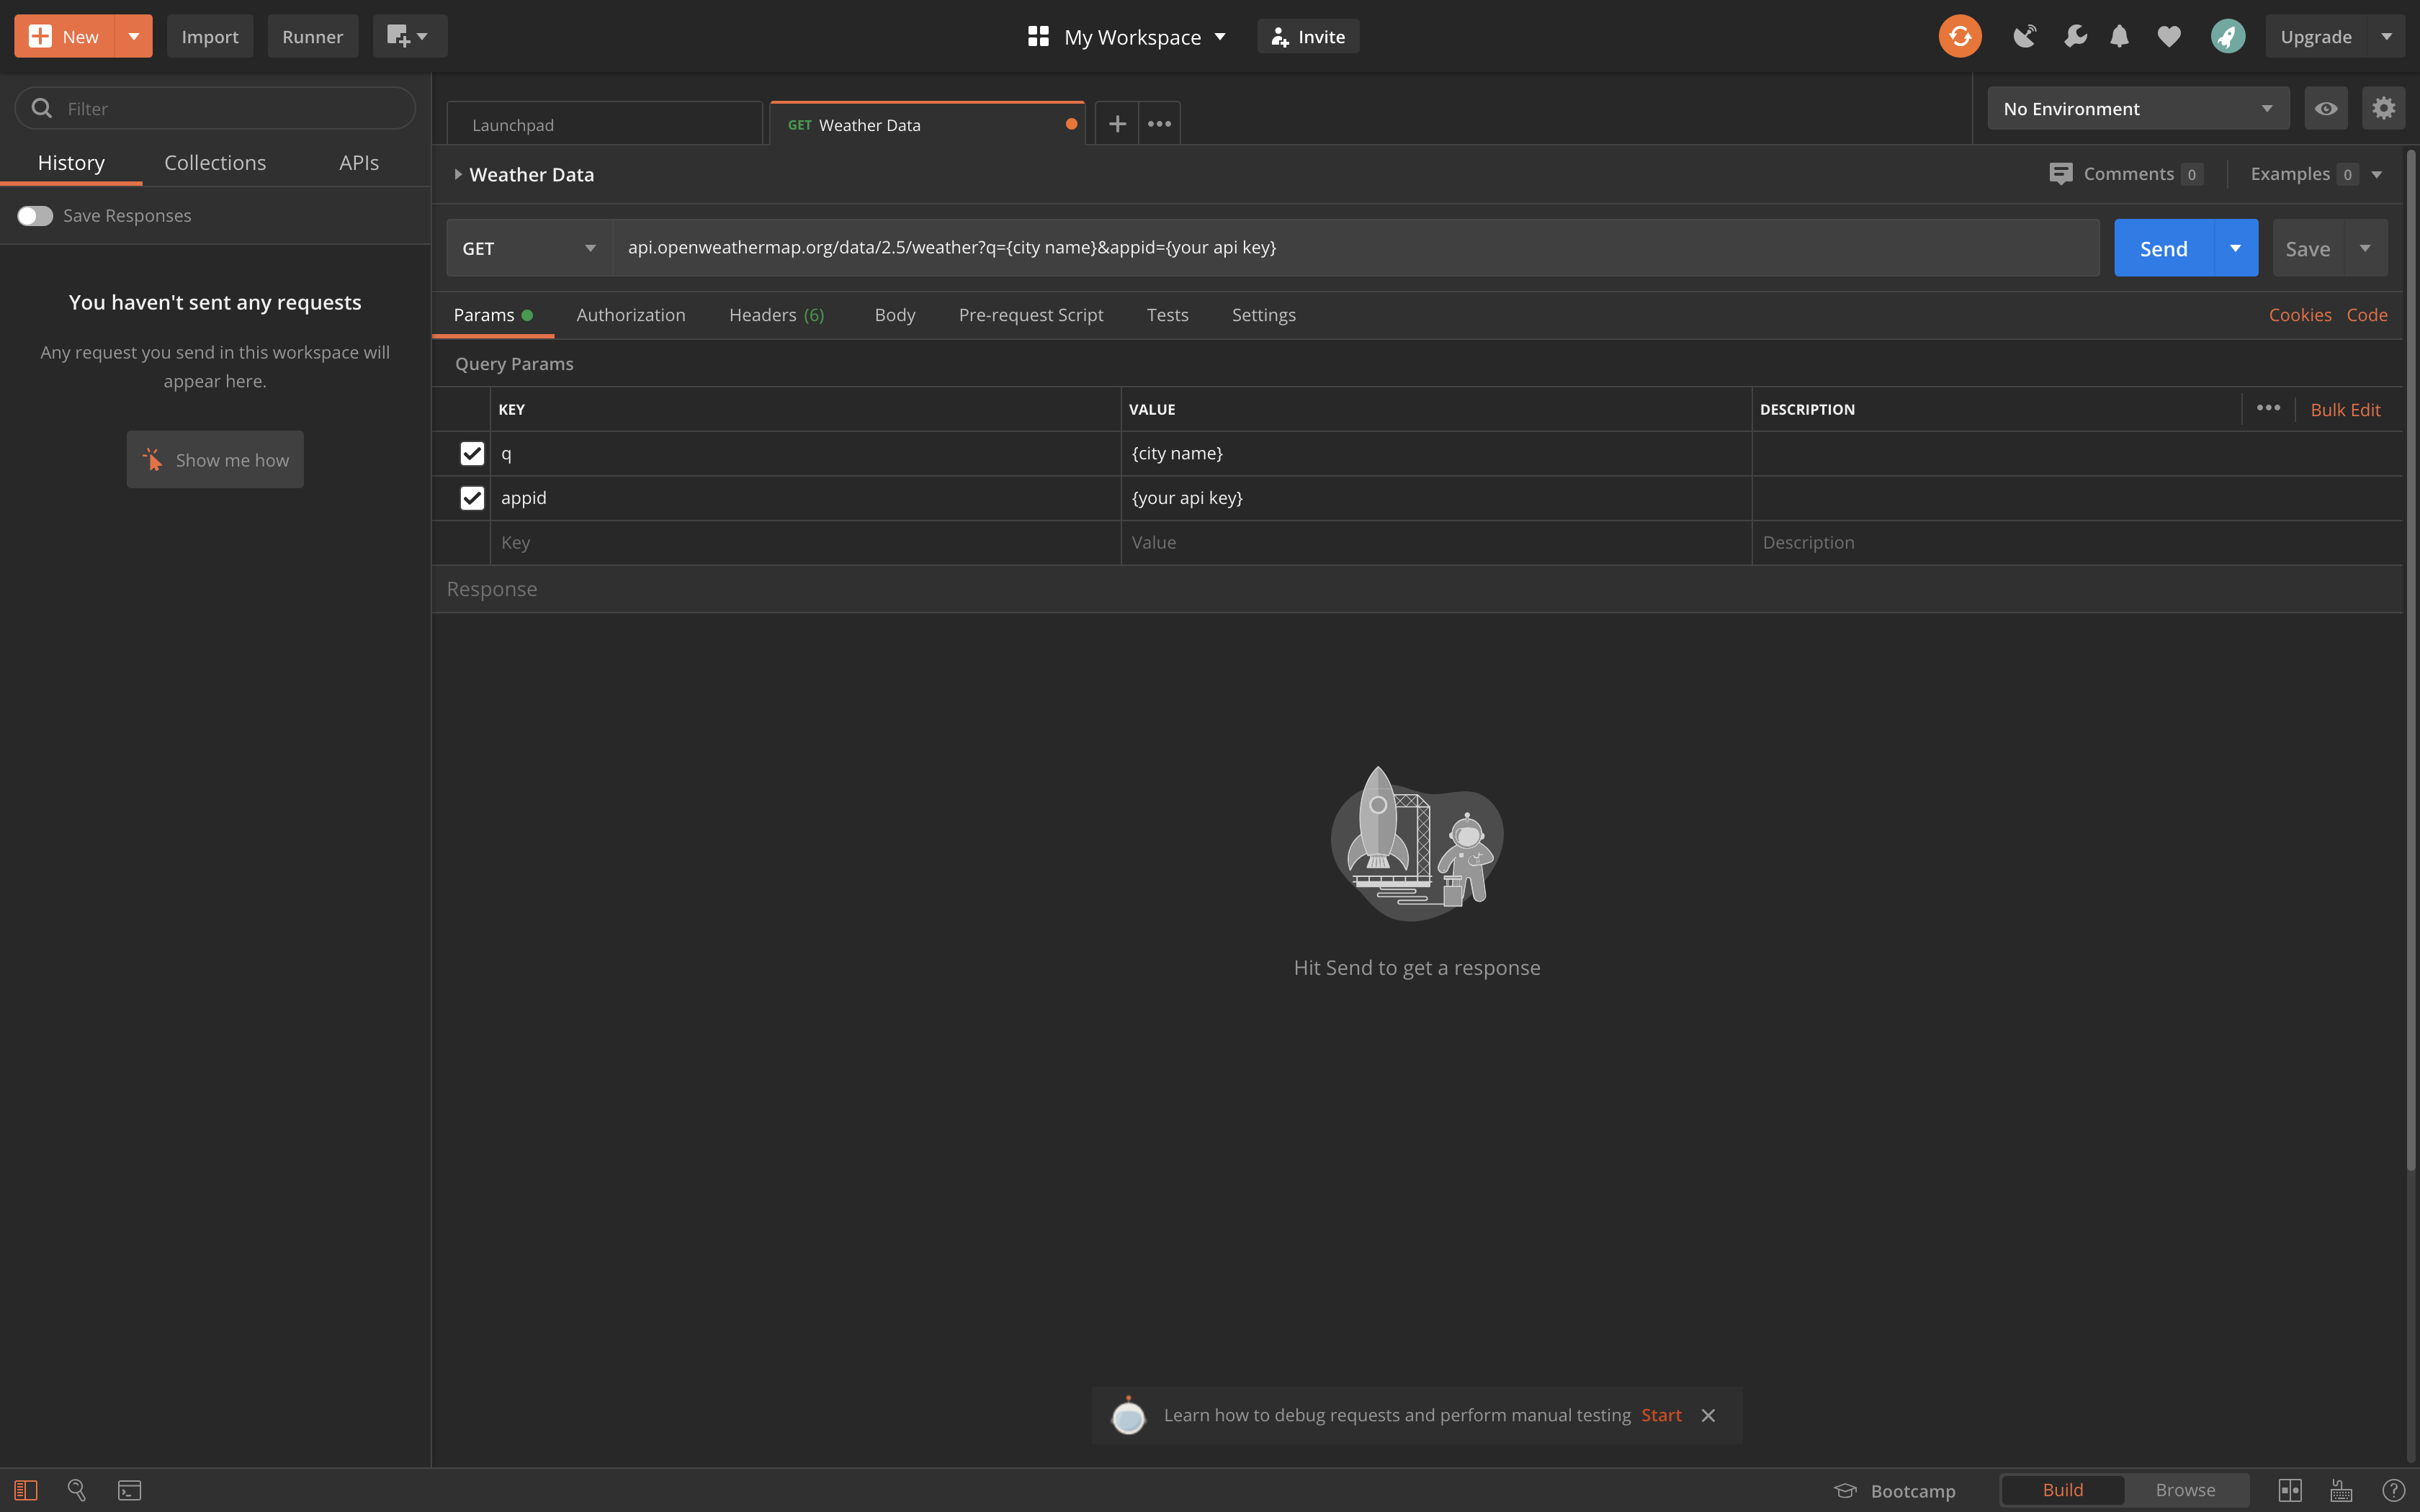 New
Import
Runner
My Workspace
Invite
Upgrade
Filter
History
Collections
APIs
Save Responses
You haven't sent any requests
Any request you send in this workspace will
appear here.
Show me how
Launchpad
GET Weather Data
No Environment
Weather Data
Comments 0
Examples 0
GET
api.openweathermap.org/data/2.5/weather?q={city name}&appid={your api key}
Send
Save
Params
Authorization
Headers (6)
Body
Pre-request Script
Tests
Settings
Cookies
Code
Query Params
KEY
VALUE
DESCRIPTION
Bulk Edit
q
{city name}
appid
{your api key}
Key
Value
Description
Response
Hit Send to get a response
Learn how to debug requests and perform manual testing Start
Bootcamp
Build
Browse